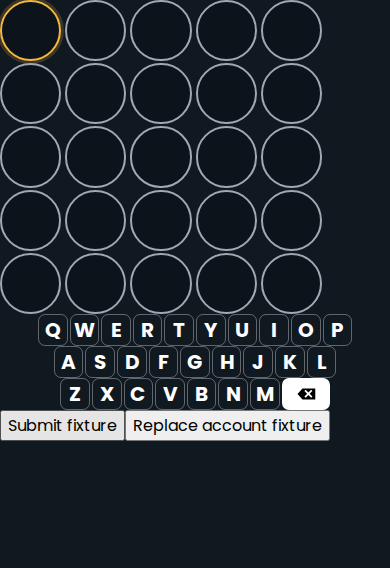 Q W E R T Y U I O P
A S D F G H J K L
Z X C V B N M
Submit fixture Replace account fixture